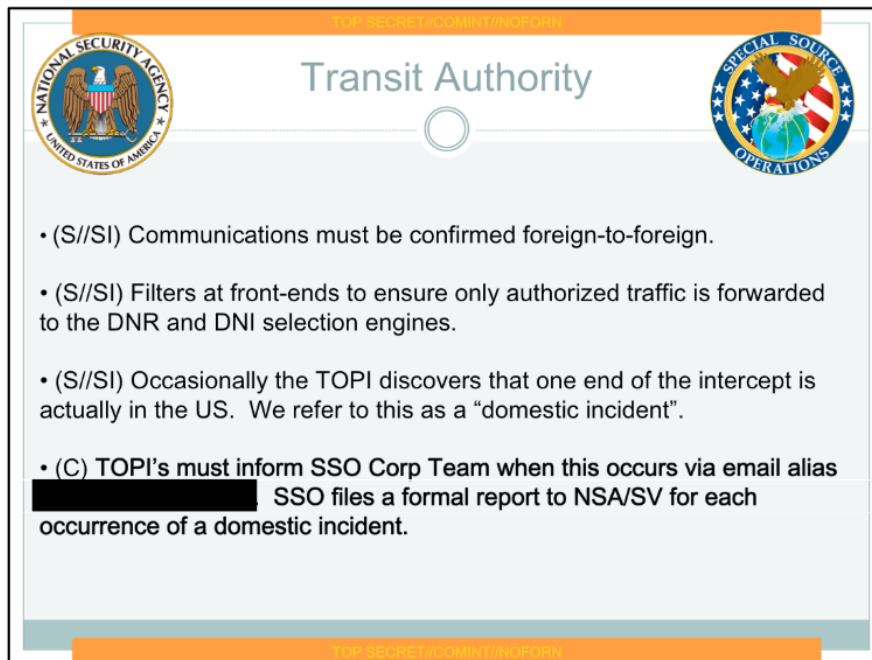 TOP SECRET//COMINT//NOFORN
NATIONAL SECURITY AGENCY
UNITED STATES OF AMERICA
Transit Authority
SPECIAL SOURCE
OPERATIONS
• (S//SI) Communications must be confirmed foreign-to-foreign.
• (S//SI) Filters at front-ends to ensure only authorized traffic is forwarded
to the DNR and DNI selection engines.
• (S//SI) Occasionally the TOPI discovers that one end of the intercept is
actually in the US.  We refer to this as a “domestic incident”.
• (C) TOPI’s must inform SSO Corp Team when this occurs via email alias
.  SSO files a formal report to NSA/SV for each
occurrence of a domestic incident.
TOP SECRET//COMINT//NOFORN